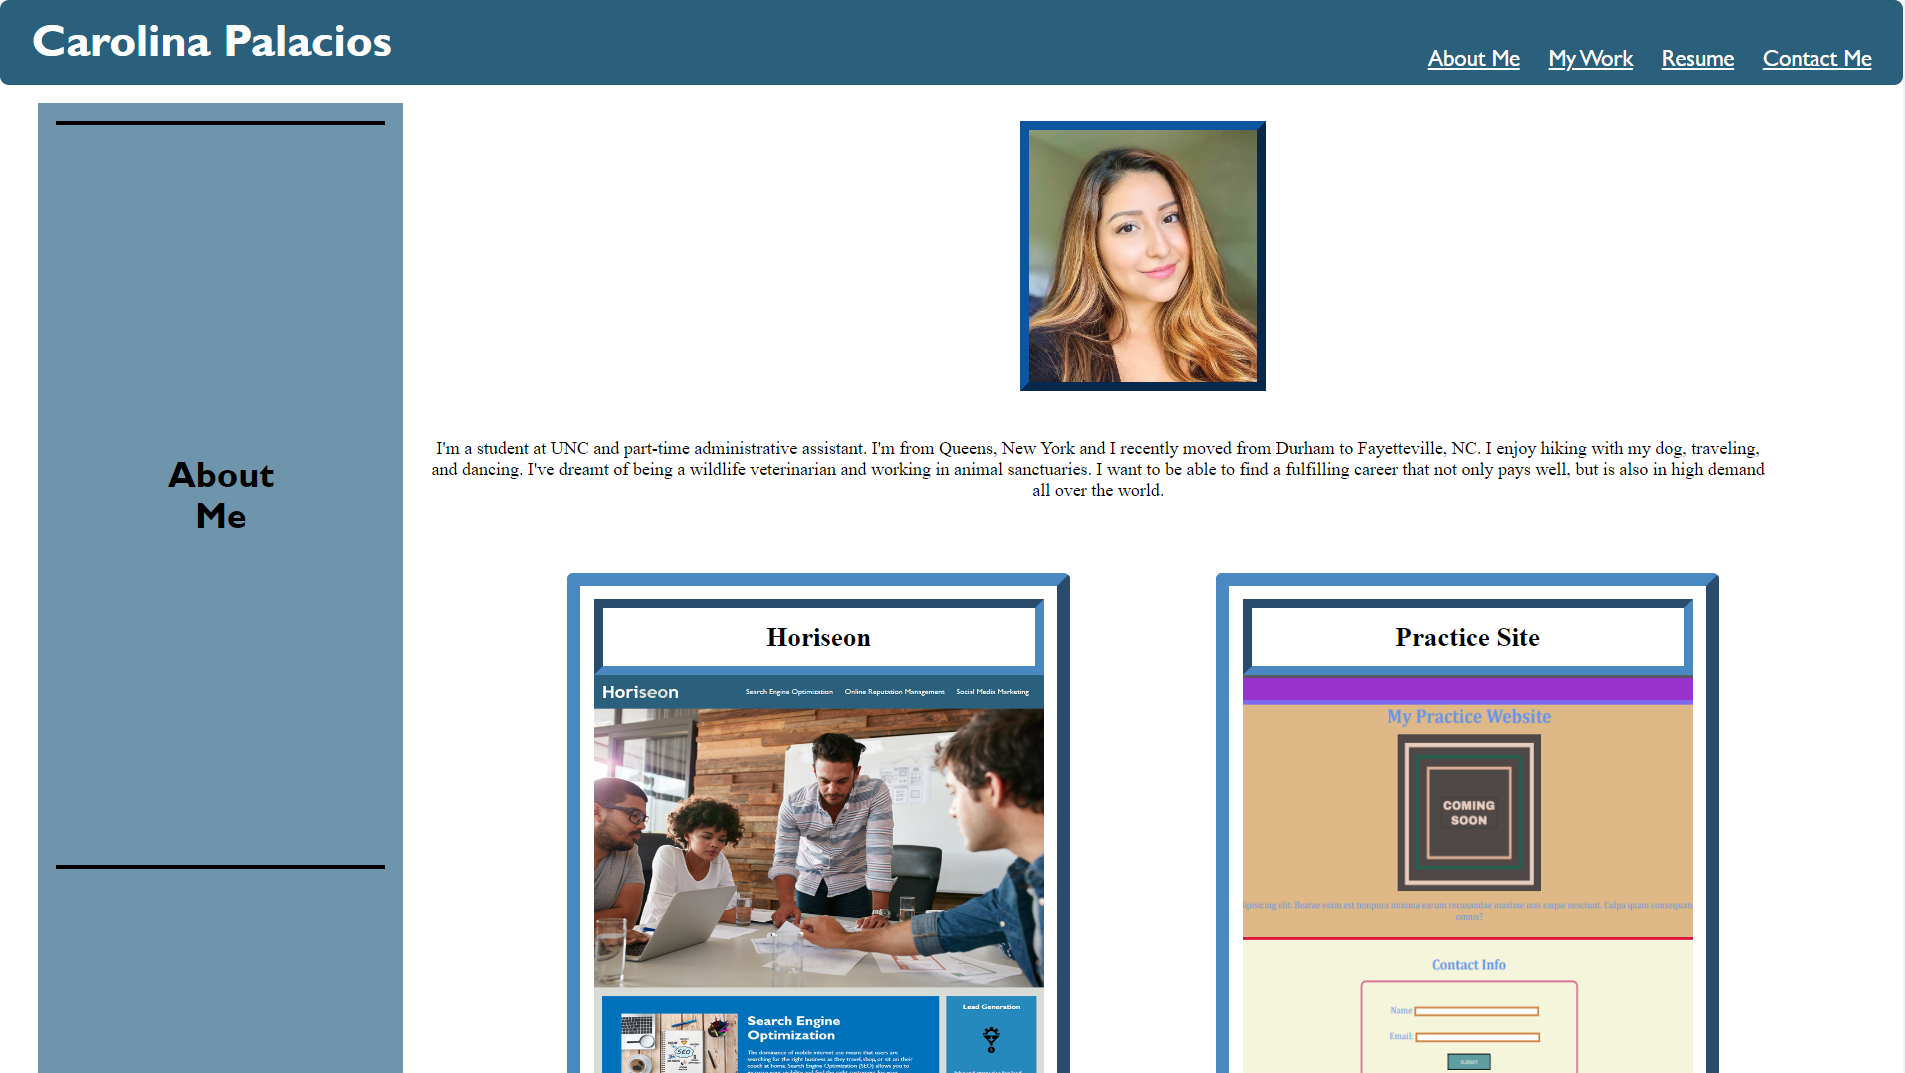 Carolina Palacios
About Me
My Work
Resume
Contact Me
About
Me
I'm a student at UNC and part-time administrative assistant. I'm from Queens, New York and I recently moved from Durham to Fayetteville, NC. I enjoy hiking with my dog, traveling,
and dancing. I've dreamt of being a wildlife veterinarian and working in animal sanctuaries. I want to be able to find a fulfilling career that not only pays well, but is also in high demand
all over the world.
Horiseon
Horiseon
Search Engine Optimization
Online Reputation Management
Social Media Marketing
SEO
Search Engine
Optimization
The dominance of mobile internet use means that users are
searching for the right business as they travel, shop, or sit on their
couch at home. Search Engine Optimization (SEO) allows you to
Lead Generation
Practice Site
My Practice Website
COMING
SOON
elit. Beatae enim est tempora minima earum recusandae maxime non eaque nesciunt. Culpa quam
omnis?
Contact Info
Name
Email:
SUBMIT